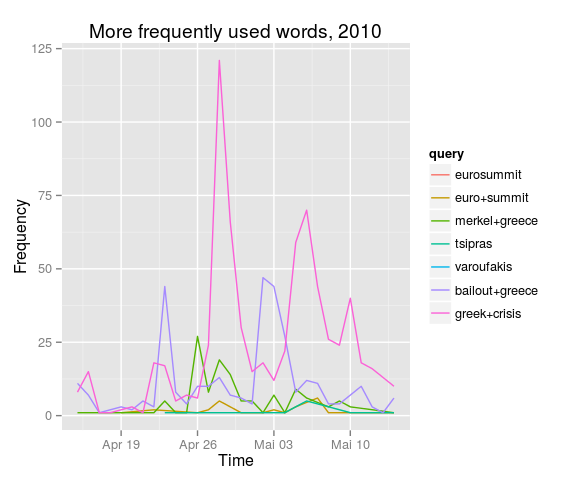 More frequently used words, 2010
125
100
75
50
25
0
Frequency
Apr 19 Apr 26 Mai 03 Mai 10
Time
query
eurosummit
euro+summit
merkel+greece
tsipras
varoufakis
bailout+greece
greek+crisis